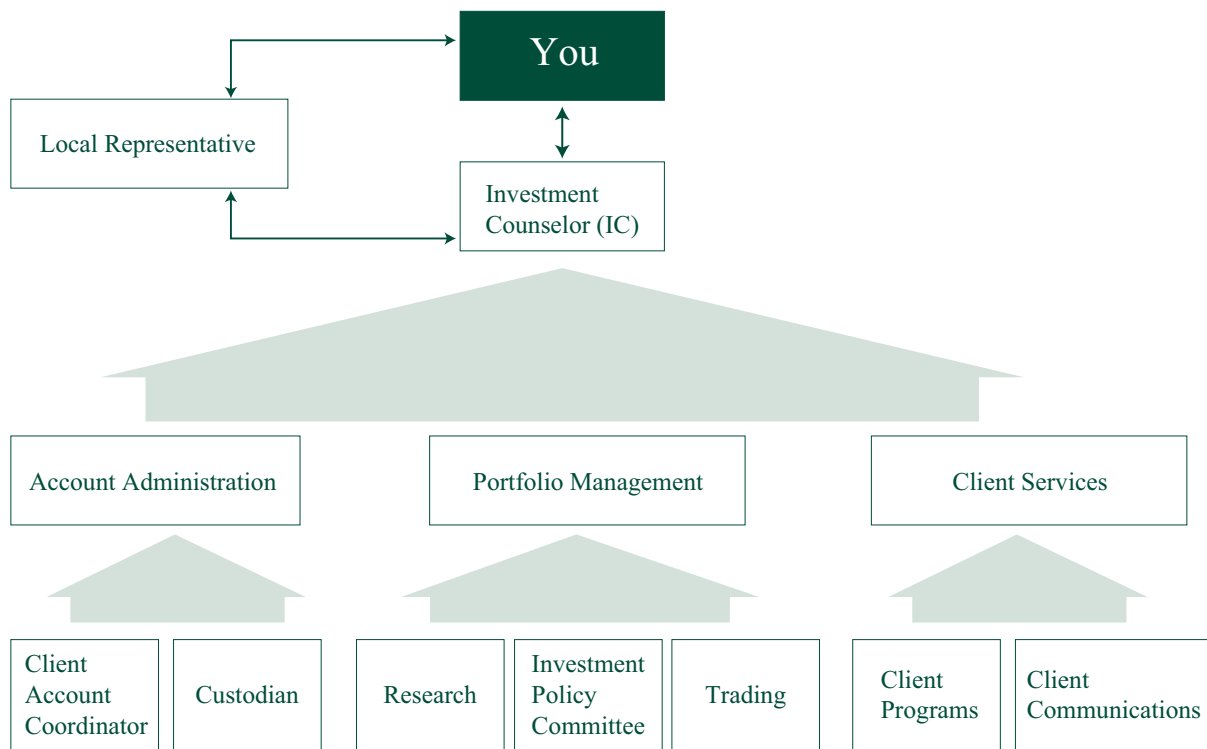 You
Local Representative
Investment
Counselor (IC)
Account Administration
Portfolio Management
Client Services
Client
Account
Coordinator
Custodian
Research
Investment
Policy
Committee
Trading
Client
Programs
Client
Communications